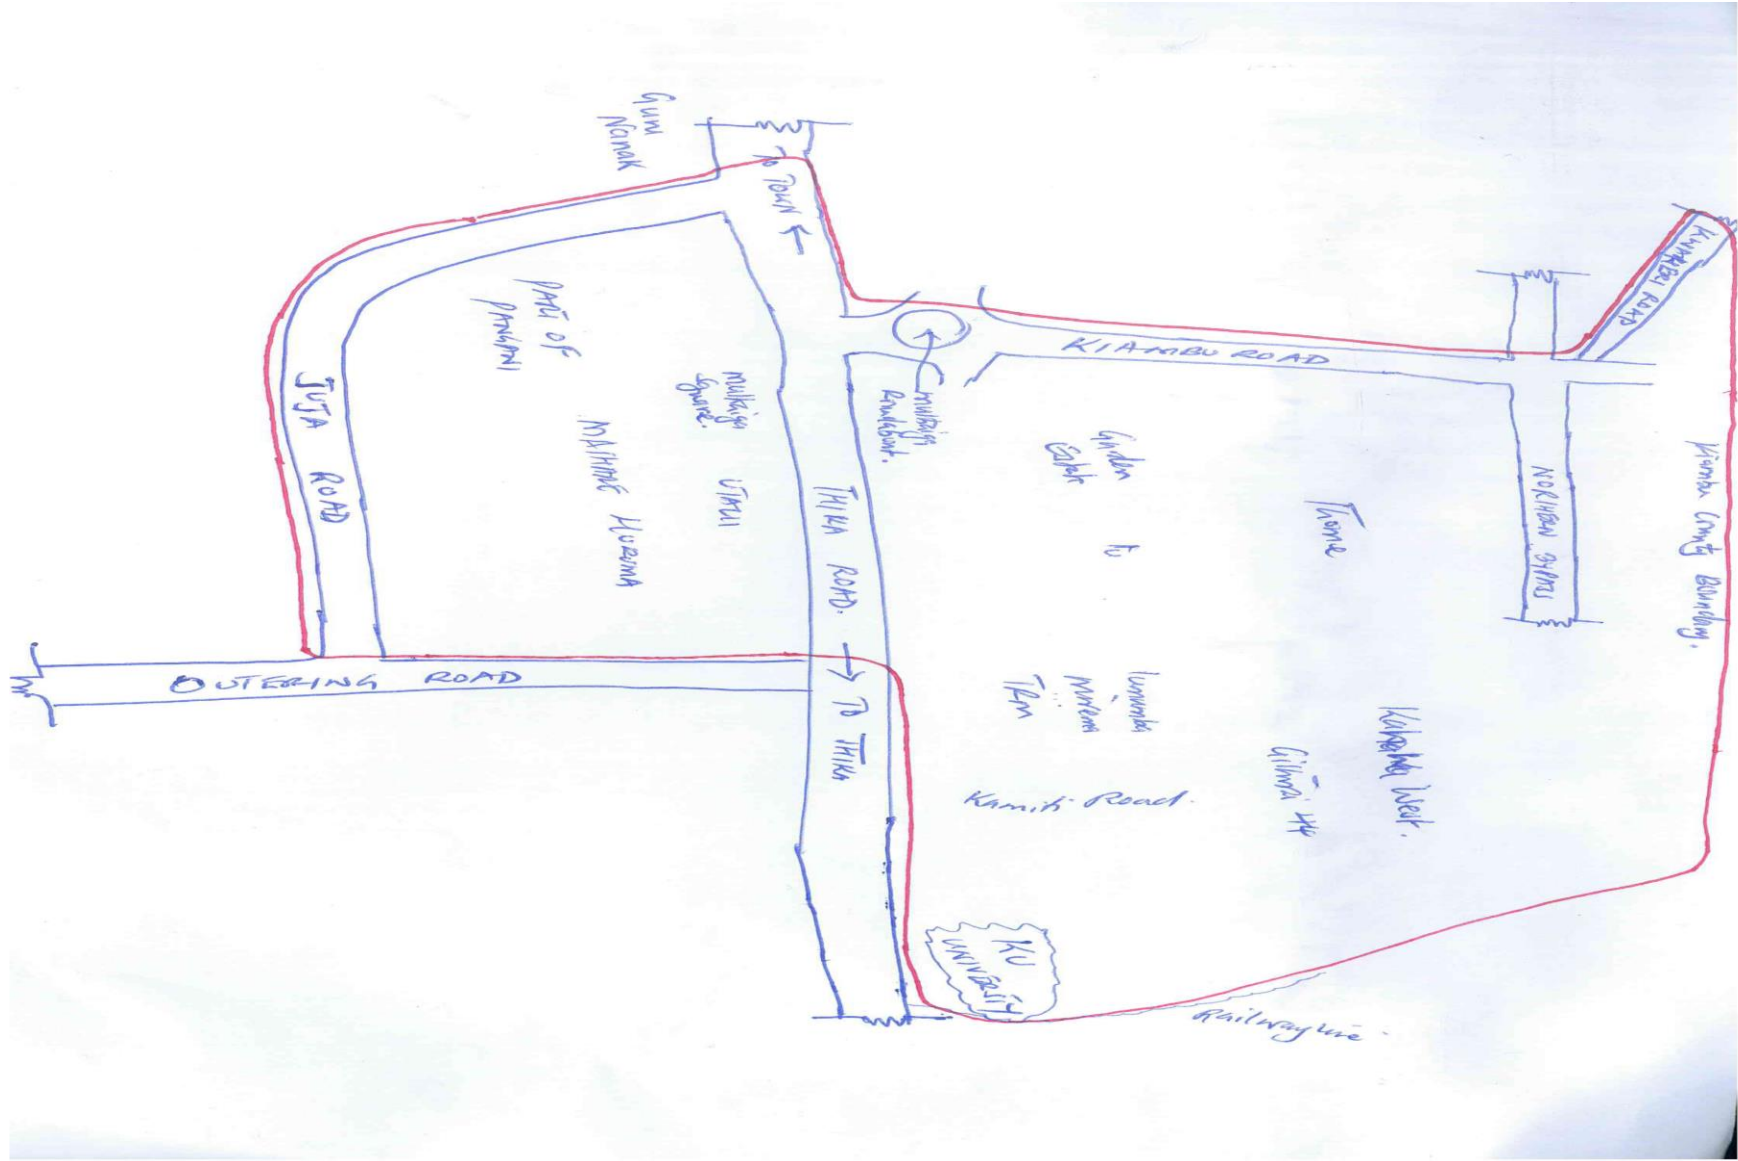 Guru
Nanak
TO TOWN
KIAMBU ROAD
NORTHERN BYPASS
Kiambu County Boundary.
PART OF
PANGANI
JUJA ROAD
MATHARE HURUMA
Muthaiga
Square.
UTALII
Muthaiga
Roundabout.
THIKA ROAD.
TO THIKA
Garden
Estate
to
Thome
Lumumba
Mirema
TRM
Kahawa West.
Githurai 44
Kamiti Road.
OUTERING ROAD
KU
UNIVERSITY
Railway line